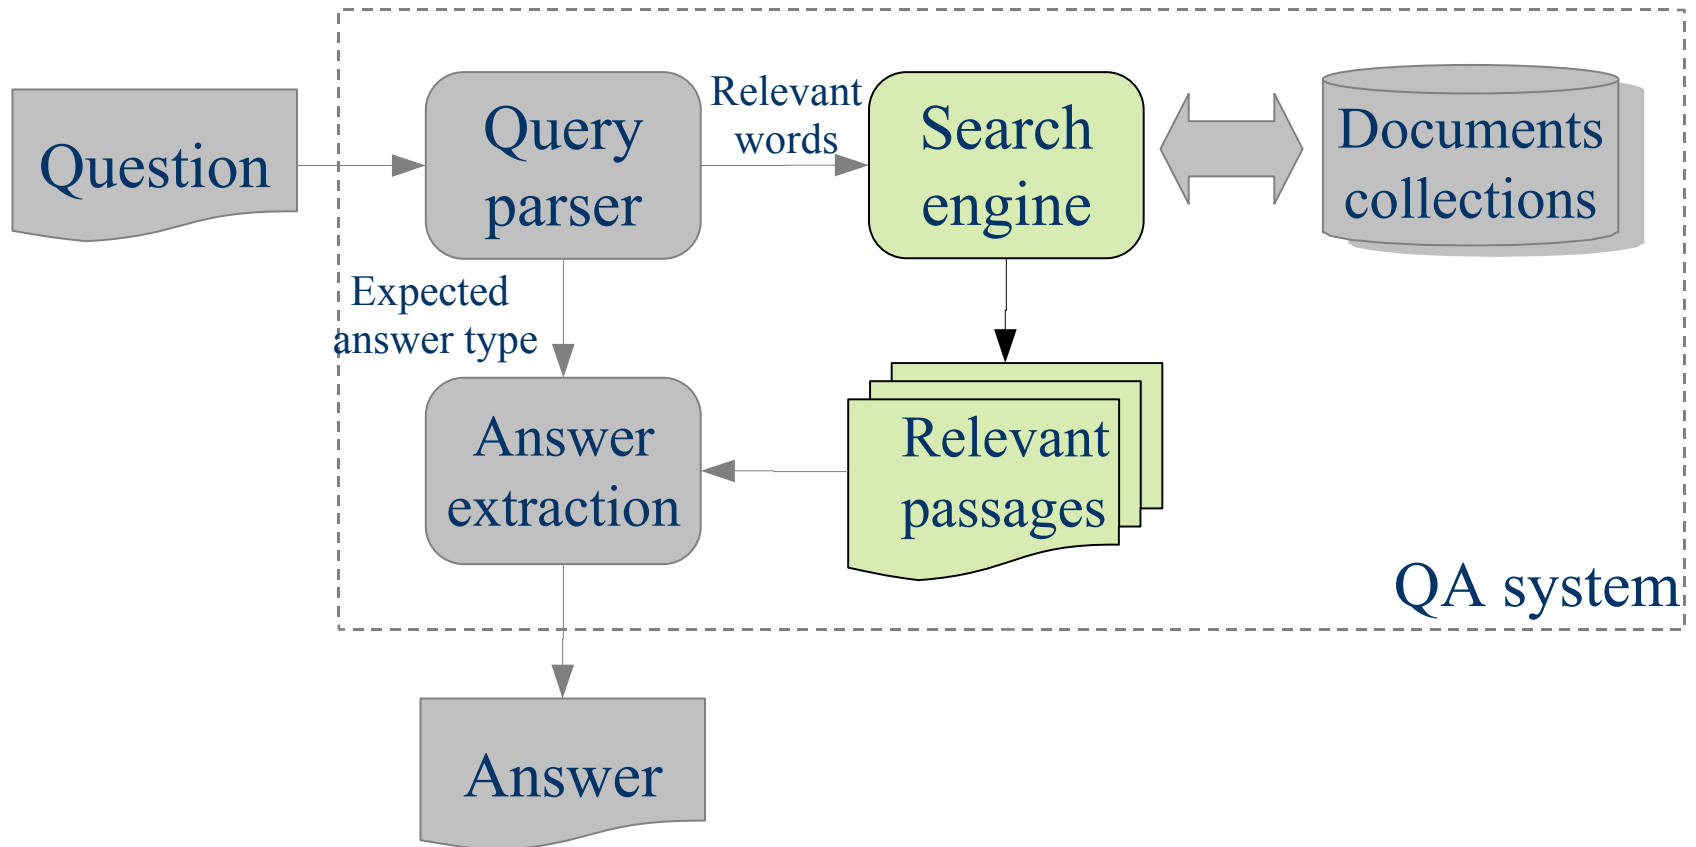 Question
Query
parser
Relevant
words
Search
engine
Documents
collections
Expected
answer type
Answer
extraction
Relevant
passages
QA system
Answer